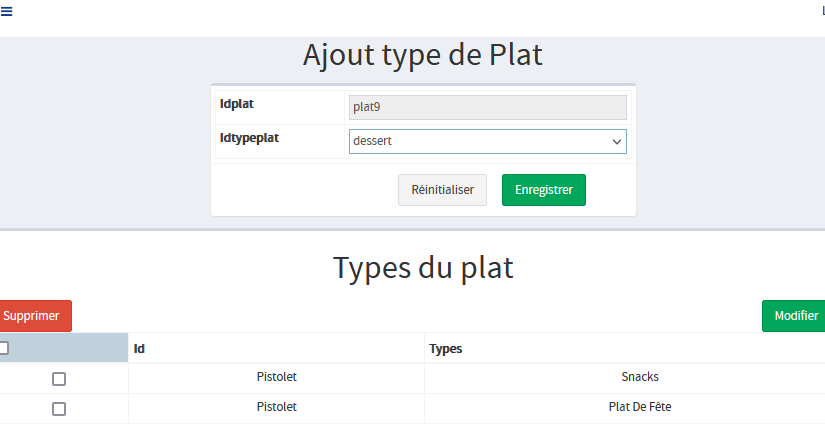 Ajout type de Plat
Idplat plat9
Idtypeplat dessert
Réinitialiser Enregistrer
Types du plat
Supprimer Modifier
Id Types
Pistolet Snacks
Pistolet Plat De Fête